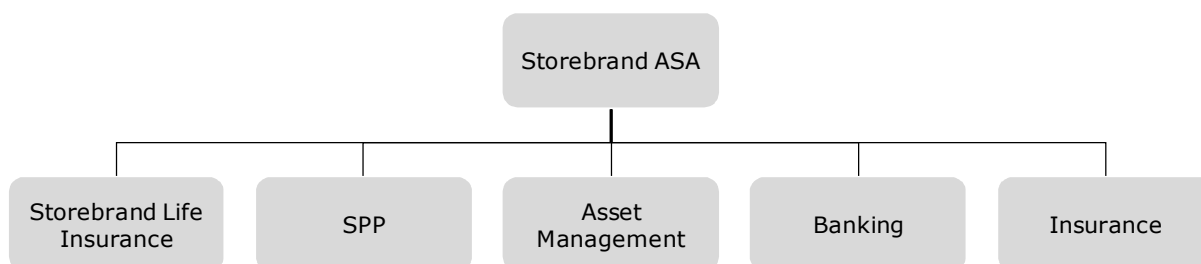 Storebrand ASA
Storebrand Life
Insurance
SPP
Asset
Management
Banking
Insurance